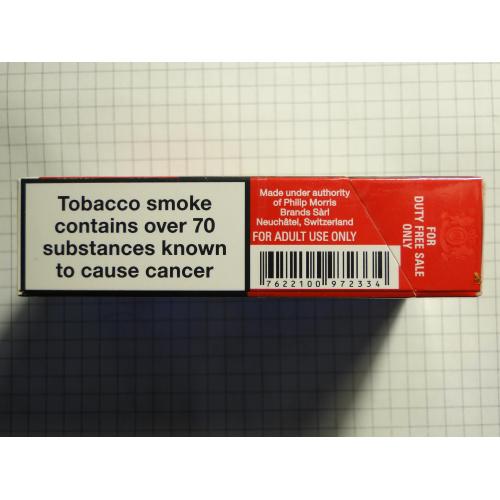 Tobacco smoke
contains over 70
substances known
to cause cancer
Made under authority
of Philip Morris
Brands Sàrl
Neuchâtel, Switzerland
FOR ADULT USE ONLY
7622100 972334
FOR
DUTY FREE SALE
ONLY